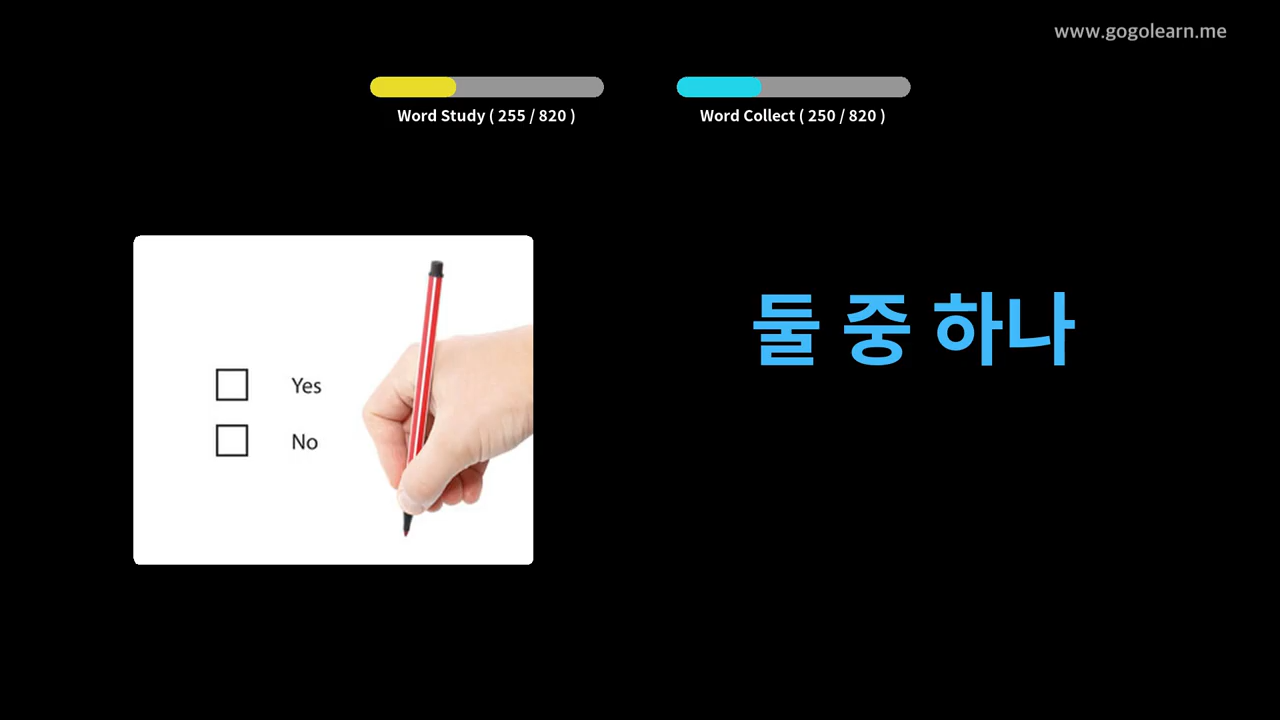 www.gogolearn.me
Word Study ( 255 / 820 )
Word Collect ( 250 / 820 )
Yes
No
둘 중 하나